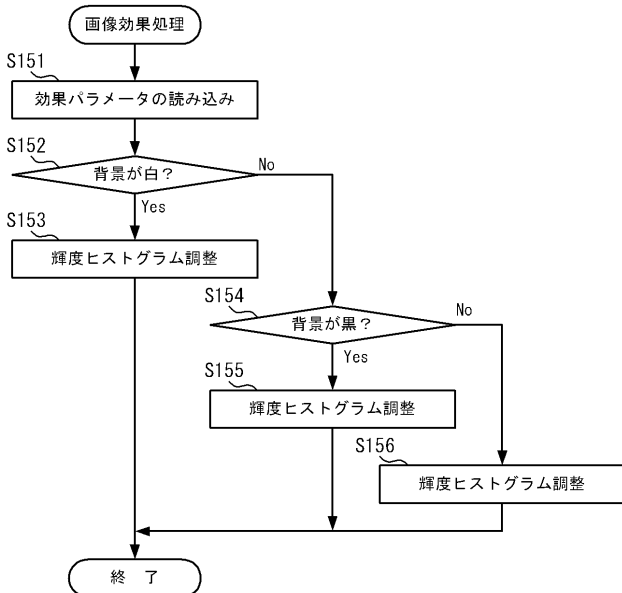 画像効果処理
S151
効果パラメータの読み込み
S152
背景が白?
No
Yes
S153
輝度ヒストグラム調整
S154
背景が黒?
No
Yes
S155
輝度ヒストグラム調整
S156
輝度ヒストグラム調整
終 了